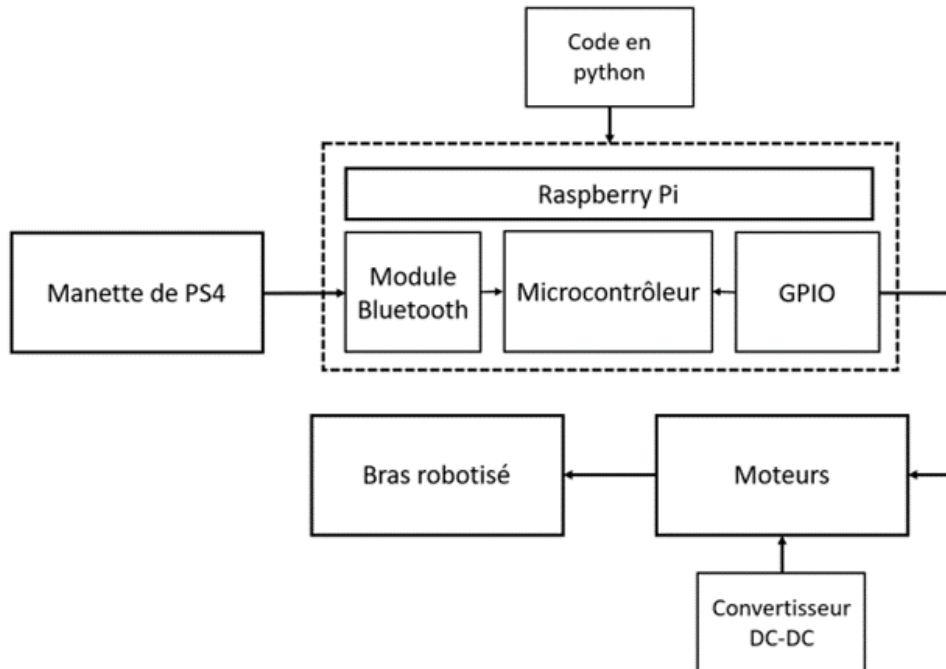 Code en
python
Raspberry Pi
Manette de PS4
Module
Bluetooth
Microcontrôleur
GPIO
Bras robotisé
Moteurs
Convertisseur
DC-DC